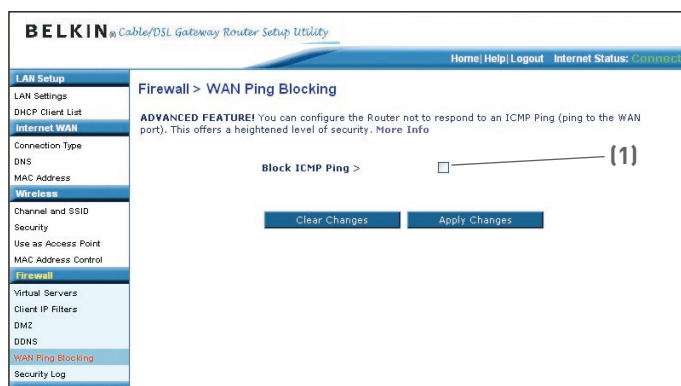 BELKIN® Cable/DSL Gateway Router Setup Utility
Home| Help| Logout Internet Status: Connect
LAN Setup
LAN Settings
DHCP Client List
Internet WAN
Connection Type
DNS
MAC Address
Wireless
Channel and SSID
Security
Use as Access Point
MAC Address Control
Firewall
Virtual Servers
Client IP Filters
DMZ
DDNS
WAN Ping Blocking
Security Log
Firewall > WAN Ping Blocking
ADVANCED FEATURE! You can configure the Router not to respond to an ICMP Ping (ping to the WAN
port). This offers a heightened level of security. More Info
Block ICMP Ping >
(1)
Clear Changes Apply Changes